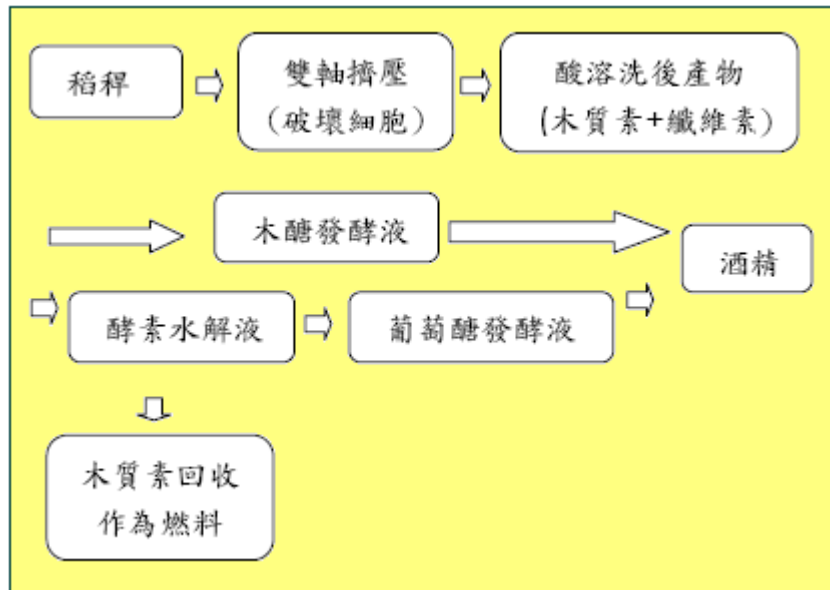 稻稈
雙軸擠壓
(破壞細胞)
酸溶洗後產物
(木質素+纖維素)
木醣發酵液
酒精
酵素水解液
葡萄醣發酵液
木質素回收
作為燃料